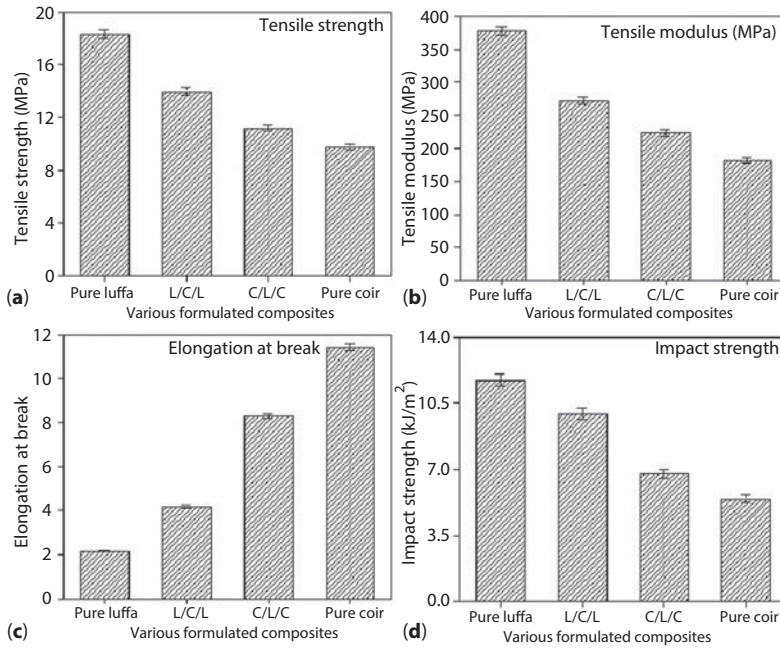 Tensile strength
Tensile strength (MPa)
20
16
12
8
4
0
Pure luffa
L/C/L
C/L/C
Pure coir
(a)
Various formulated composites
Tensile modulus (MPa)
Tensile modulus (MPa)
400
350
300
250
200
150
100
50
0
Pure luffa
L/C/L
C/L/C
Pure coir
(b)
Various formulated composites
Elongation at break
Elongation at break
12
10
8
6
4
2
0
Pure luffa
L/C/L
C/L/C
Pure coir
(c)
Various formulated composites
Impact strength
Impact strength (kJ/m²)
14.0
10.5
7.0
3.5
0.0
Pure luffa
L/C/L
C/L/C
Pure coir
(d)
Various formulated composites